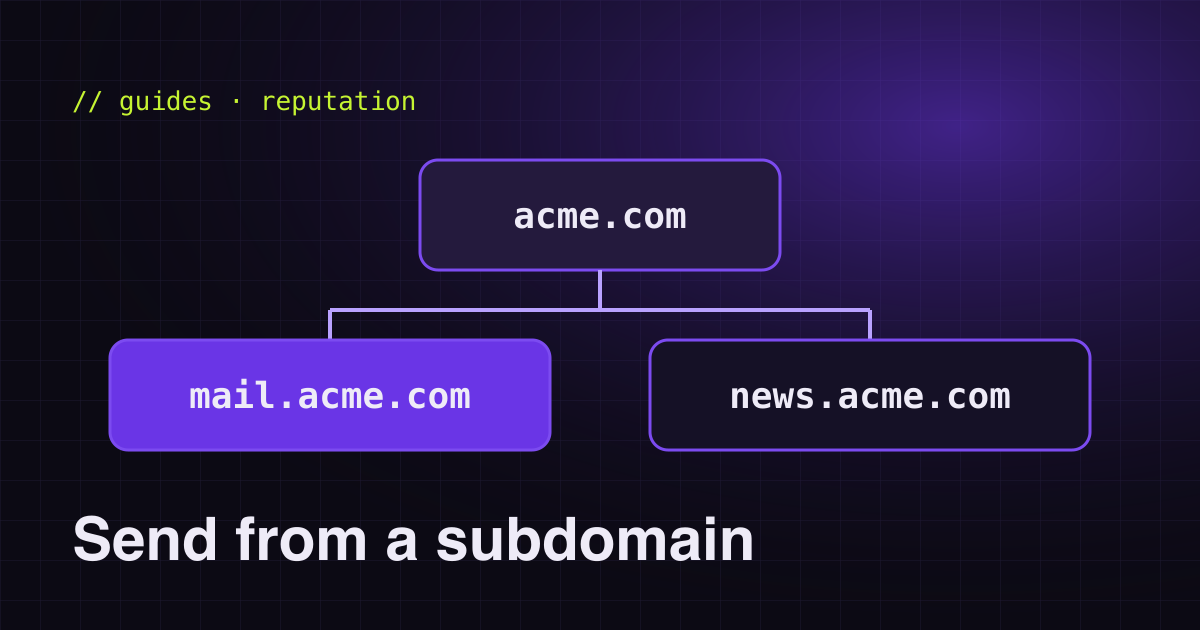 // guides · reputation
acme.com
mail.acme.com
news.acme.com
Send from a subdomain